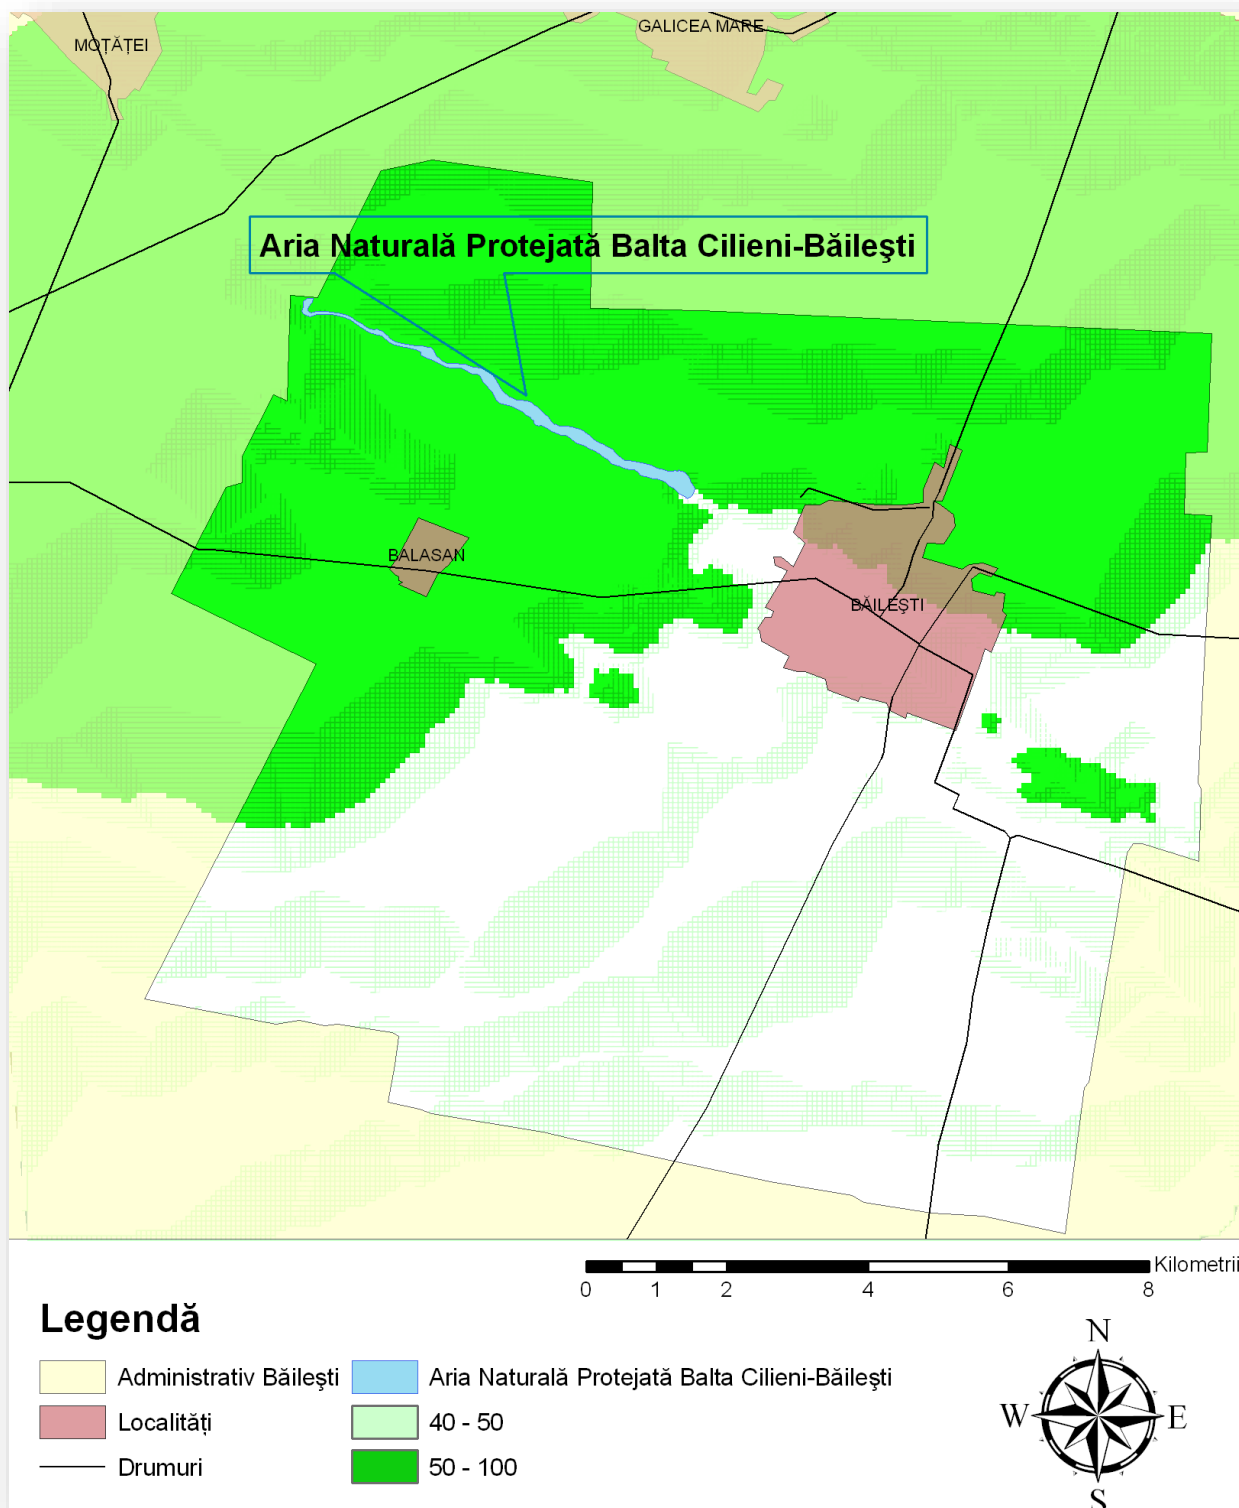 MOȚĂȚEI
GALICEA MARE
Aria Naturală Protejată Balta Cilieni-Băileşti
BALASAN
BĂILEŞTI
Kilometrii
0 1 2 4 6 8
Legendă
Administrativ Băileşti
Localități
Drumuri
Aria Naturală Protejată Balta Cilieni-Băileşti
40 - 50
50 - 100
N
W
E
S